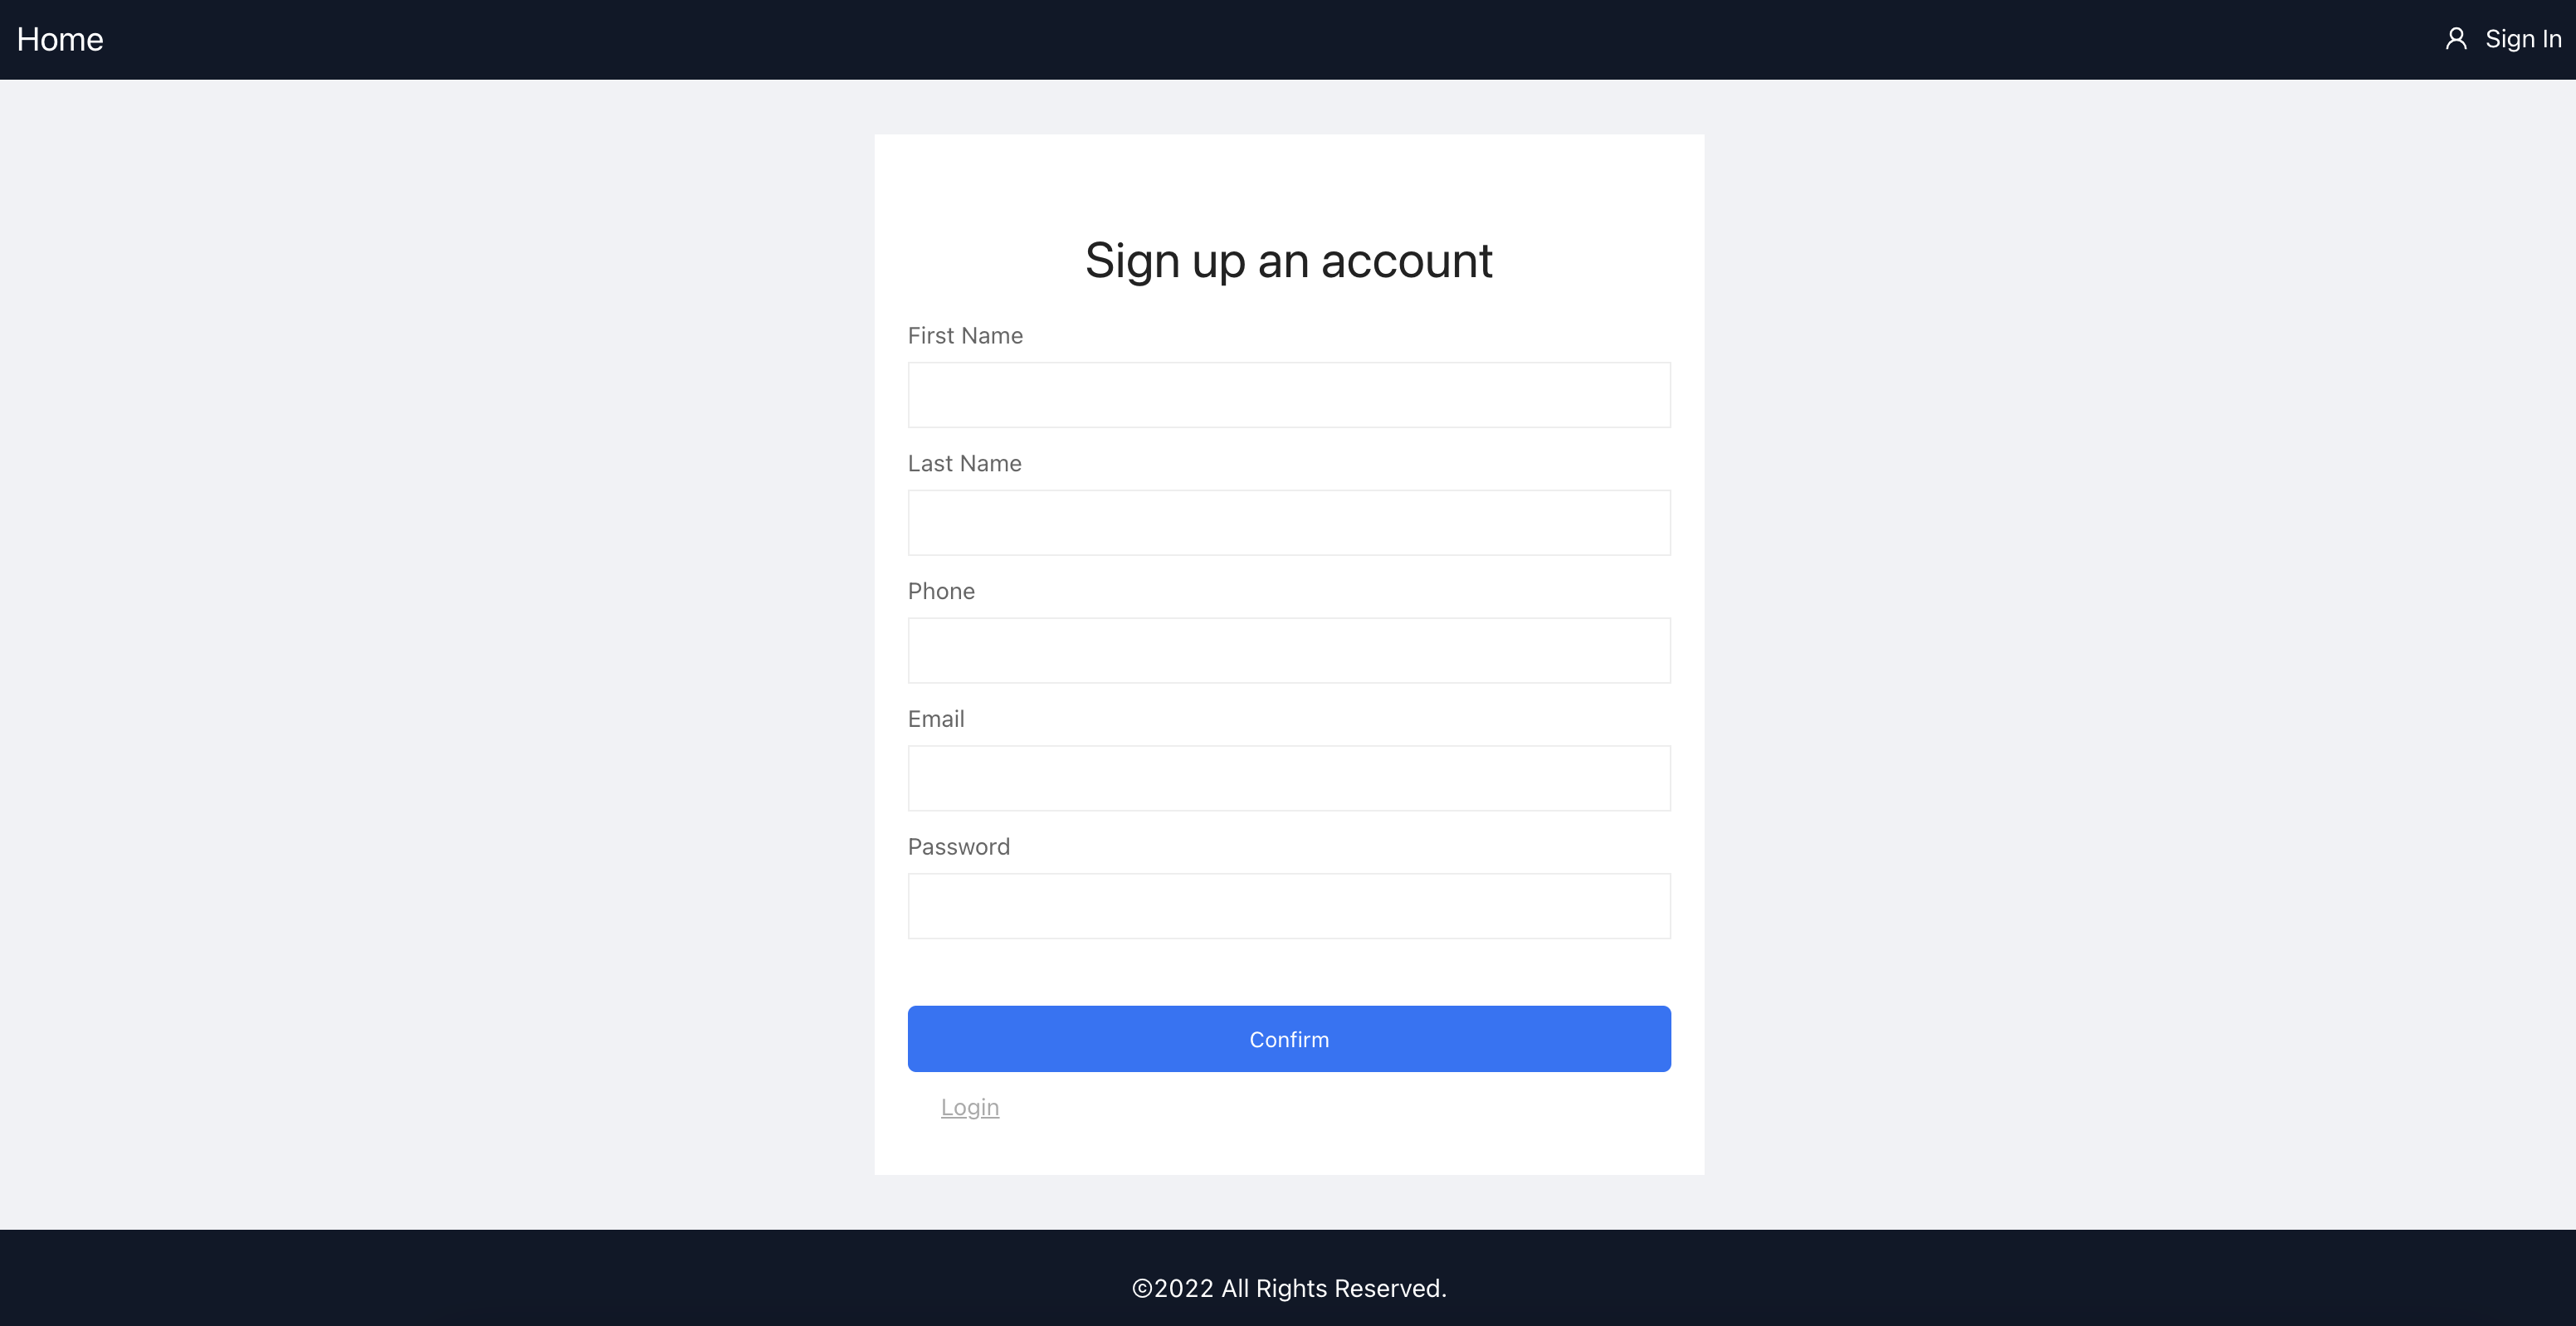 Home
Sign In
Sign up an account
First Name
Last Name
Phone
Email
Password
Confirm
Login
©2022 All Rights Reserved.